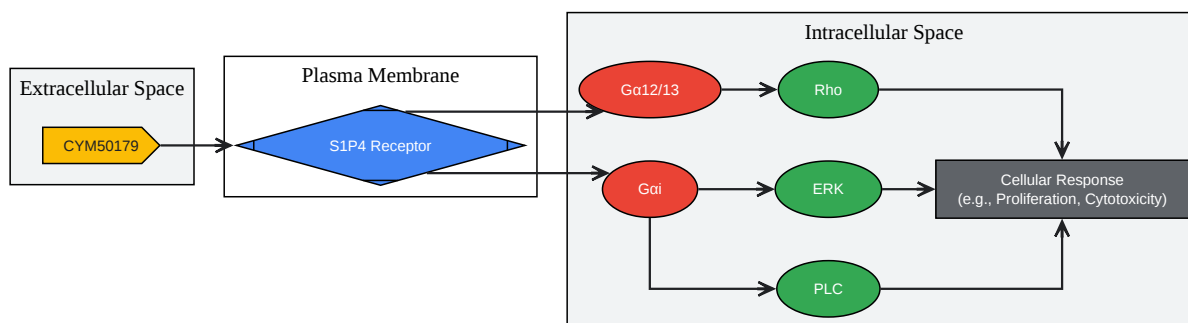 Extracellular Space
CYM50179
Plasma Membrane
S1P4 Receptor
Intracellular Space
Gα12/13
Rho
Gαi
ERK
Cellular Response
(e.g., Proliferation, Cytotoxicity)
PLC